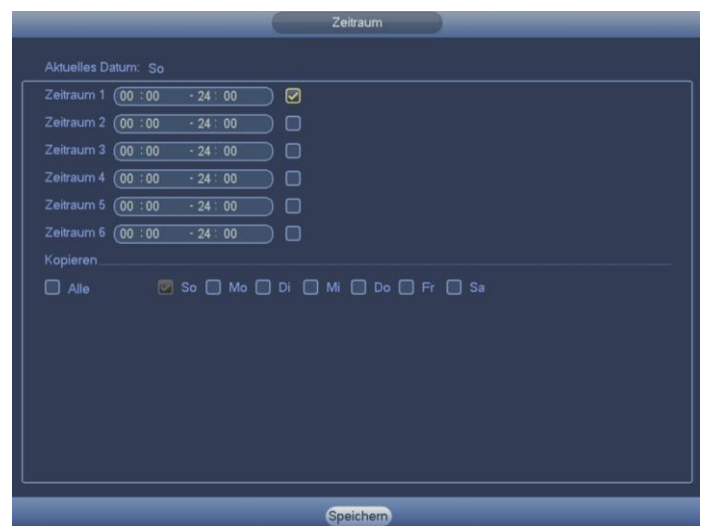 Zeitraum
Aktuelles Datum: So
Zeitraum 1 00 :00 - 24 : 00
Zeitraum 2 00 :00 - 24 : 00
Zeitraum 3 00 :00 - 24 : 00
Zeitraum 4 00 :00 - 24 : 00
Zeitraum 5 00 :00 - 24 : 00
Zeitraum 6 00 :00 - 24 : 00
Kopieren
Alle So Mo Di Mi Do Fr Sa
Speichern